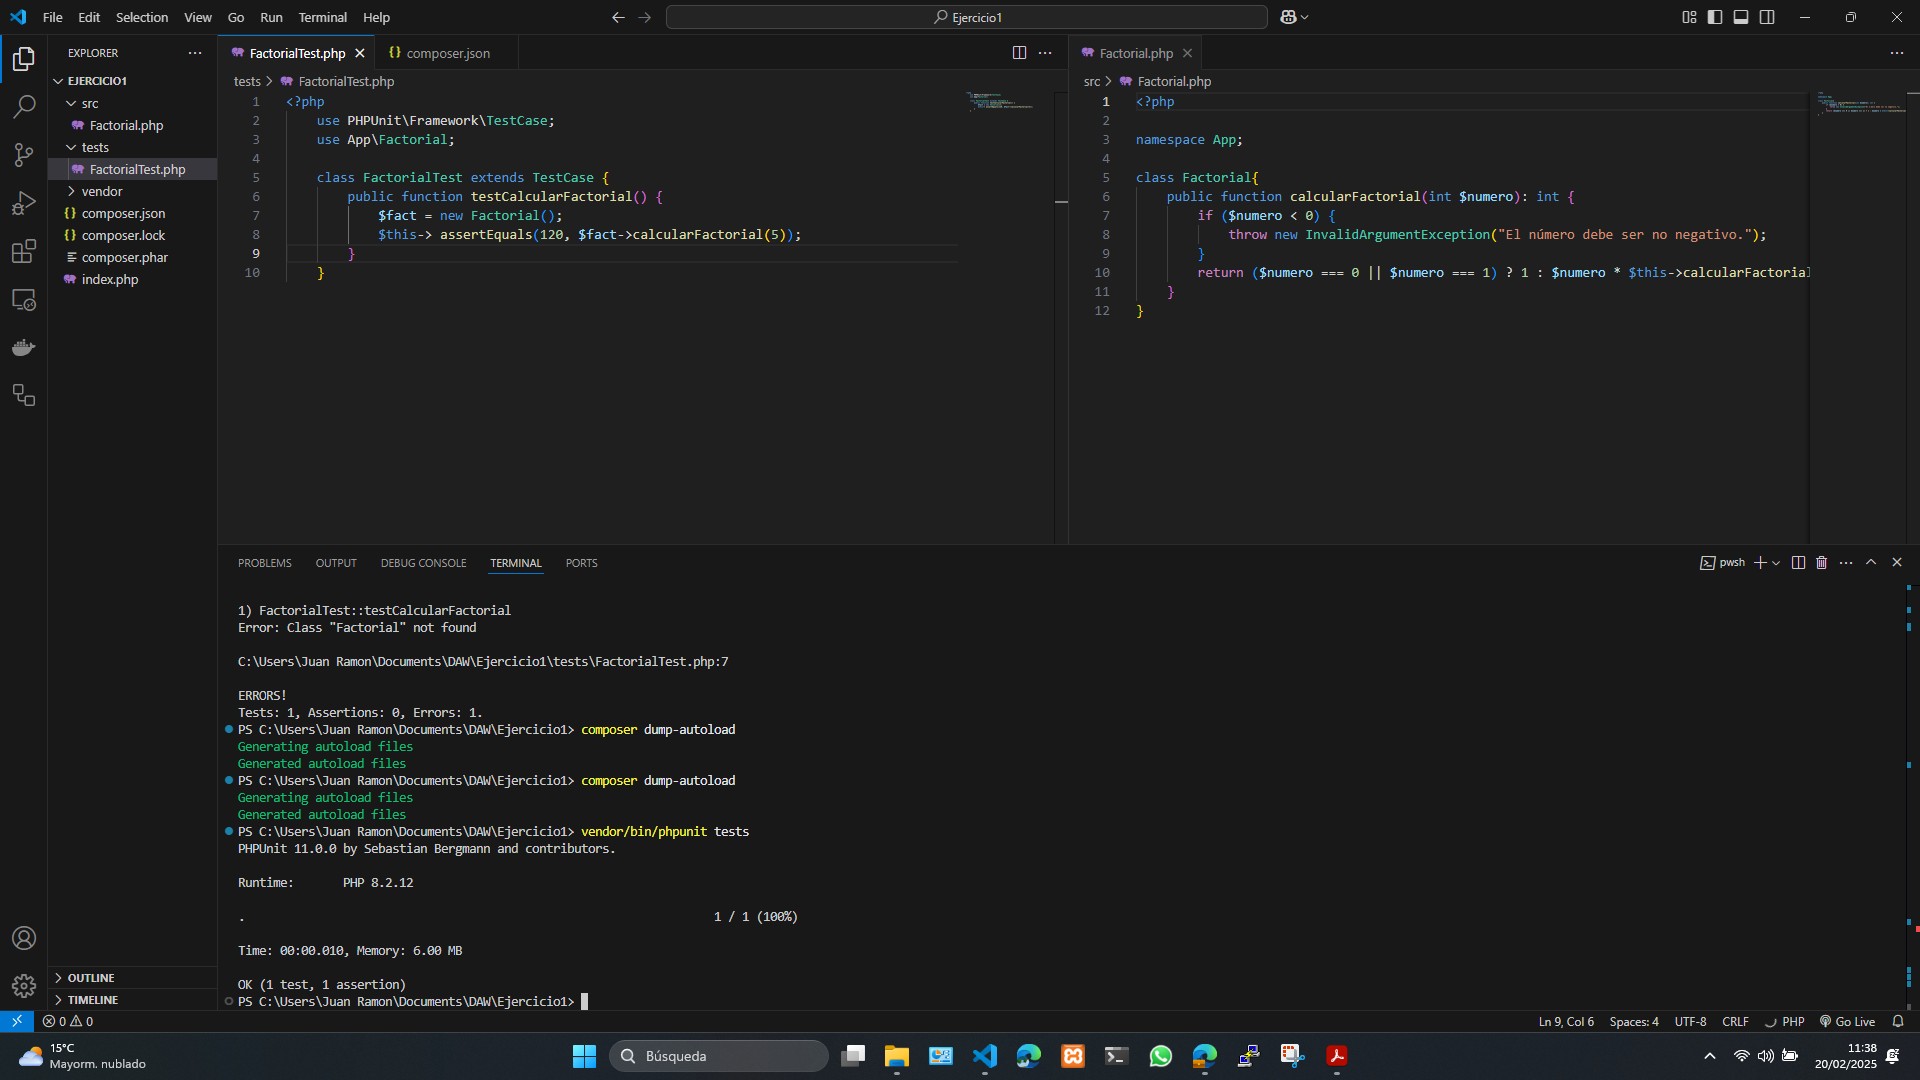 File Edit Selection View Go Run Terminal Help
Ejercicio1
EXPLORER
EJERCICIO1
src
Factorial.php
tests
FactorialTest.php
vendor
composer.json
composer.lock
composer.phar
index.php
OUTLINE
TIMELINE
FactorialTest.php
composer.json
tests > FactorialTest.php
1 <?php
2 use PHPUnit\Framework\TestCase;
3 use App\Factorial;
4
5 class FactorialTest extends TestCase {
6 public function testCalcularFactorial() {
7 $fact = new Factorial();
8 $this-> assertEquals(120, $fact->calcularFactorial(5));
9 }
10 }
Factorial.php
src > Factorial.php
1 <?php
2
3 namespace App;
4
5 class Factorial{
6 public function calcularFactorial(int $numero): int {
7 if ($numero < 0) {
8 throw new InvalidArgumentException("El número debe ser no negativo.");
9 }
10 return ($numero === 0 || $numero === 1) ? 1 : $numero * $this->calcularFactorial
11 }
12 }
PROBLEMS OUTPUT DEBUG CONSOLE TERMINAL PORTS
pwsh
1) FactorialTest::testCalcularFactorial
Error: Class "Factorial" not found
C:\Users\Juan Ramon\Documents\DAW\Ejercicio1\tests\FactorialTest.php:7
ERRORS!
Tests: 1, Assertions: 0, Errors: 1.
PS C:\Users\Juan Ramon\Documents\DAW\Ejercicio1> composer dump-autoload
Generating autoload files
Generated autoload files
PS C:\Users\Juan Ramon\Documents\DAW\Ejercicio1> composer dump-autoload
Generating autoload files
Generated autoload files
PS C:\Users\Juan Ramon\Documents\DAW\Ejercicio1> vendor/bin/phpunit tests
PHPUnit 11.0.0 by Sebastian Bergmann and contributors.
Runtime: PHP 8.2.12
. 1 / 1 (100%)
Time: 00:00.010, Memory: 6.00 MB
OK (1 test, 1 assertion)
PS C:\Users\Juan Ramon\Documents\DAW\Ejercicio1>
0 0
Ln 9, Col 6 Spaces: 4 UTF-8 CRLF PHP Go Live
15°C
Mayorm. nublado
Búsqueda
11:38
20/02/2025